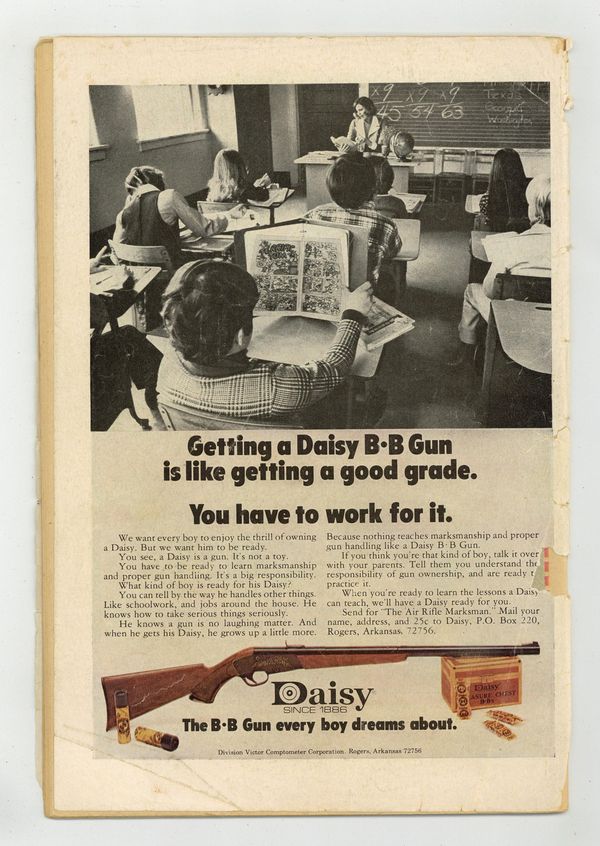 x9 x9 x9
45 54 63
Texas
Georgia
Washington
Getting a Daisy B·B Gun
is like getting a good grade.
You have to work for it.
We want every boy to enjoy the thrill of owning
a Daisy. But we want him to be ready.
You see, a Daisy is a gun. It's not a toy.
You have to be ready to learn marksmanship
and proper gun handling. It's a big responsibility.
What kind of boy is ready for his Daisy?
You can tell by the way he handles other things.
Like schoolwork, and jobs around the house. He
knows how to take serious things seriously.
He knows a gun is no laughing matter. And
when he gets his Daisy, he grows up a little more.
Because nothing teaches marksmanship and proper
gun handling like a Daisy B·B Gun.
If you think you're that kind of boy, talk it over
with your parents. Tell them you understand the
responsibility of gun ownership, and are ready t
practice it.
When you're ready to learn the lessons a Daisy
can teach, we'll have a Daisy ready for you.
Send for "The Air Rifle Marksman." Mail your
name, address, and 25c to Daisy, P.O. Box 220,
Rogers, Arkansas, 72756.
Daisy
SINCE 1886
Daisy
The B·B Gun every boy dreams about.
Division Victor Comptometer Corporation. Rogers, Arkansas 72756